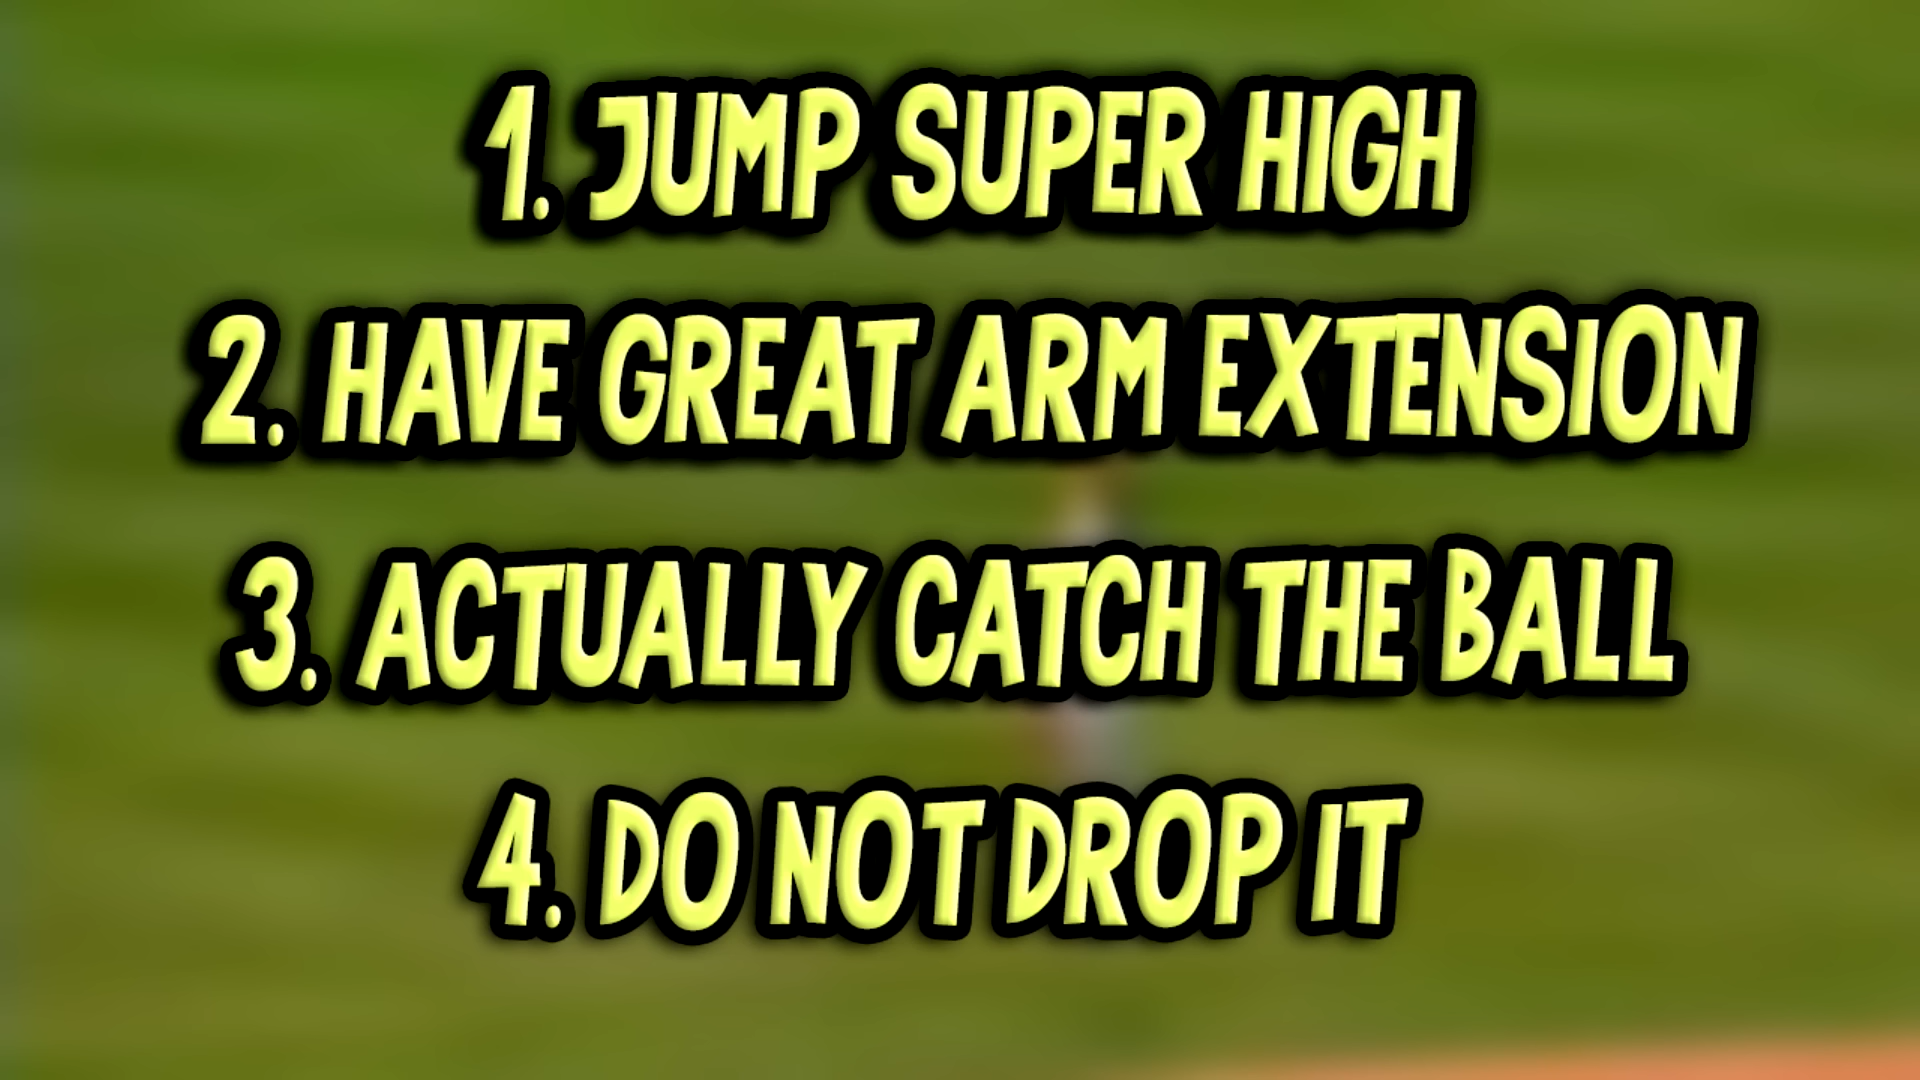 1. JUMP SUPER HIGH
2. HAVE GREAT ARM EXTENSION
3. ACTUALLY CATCH THE BALL
4. DO NOT DROP IT